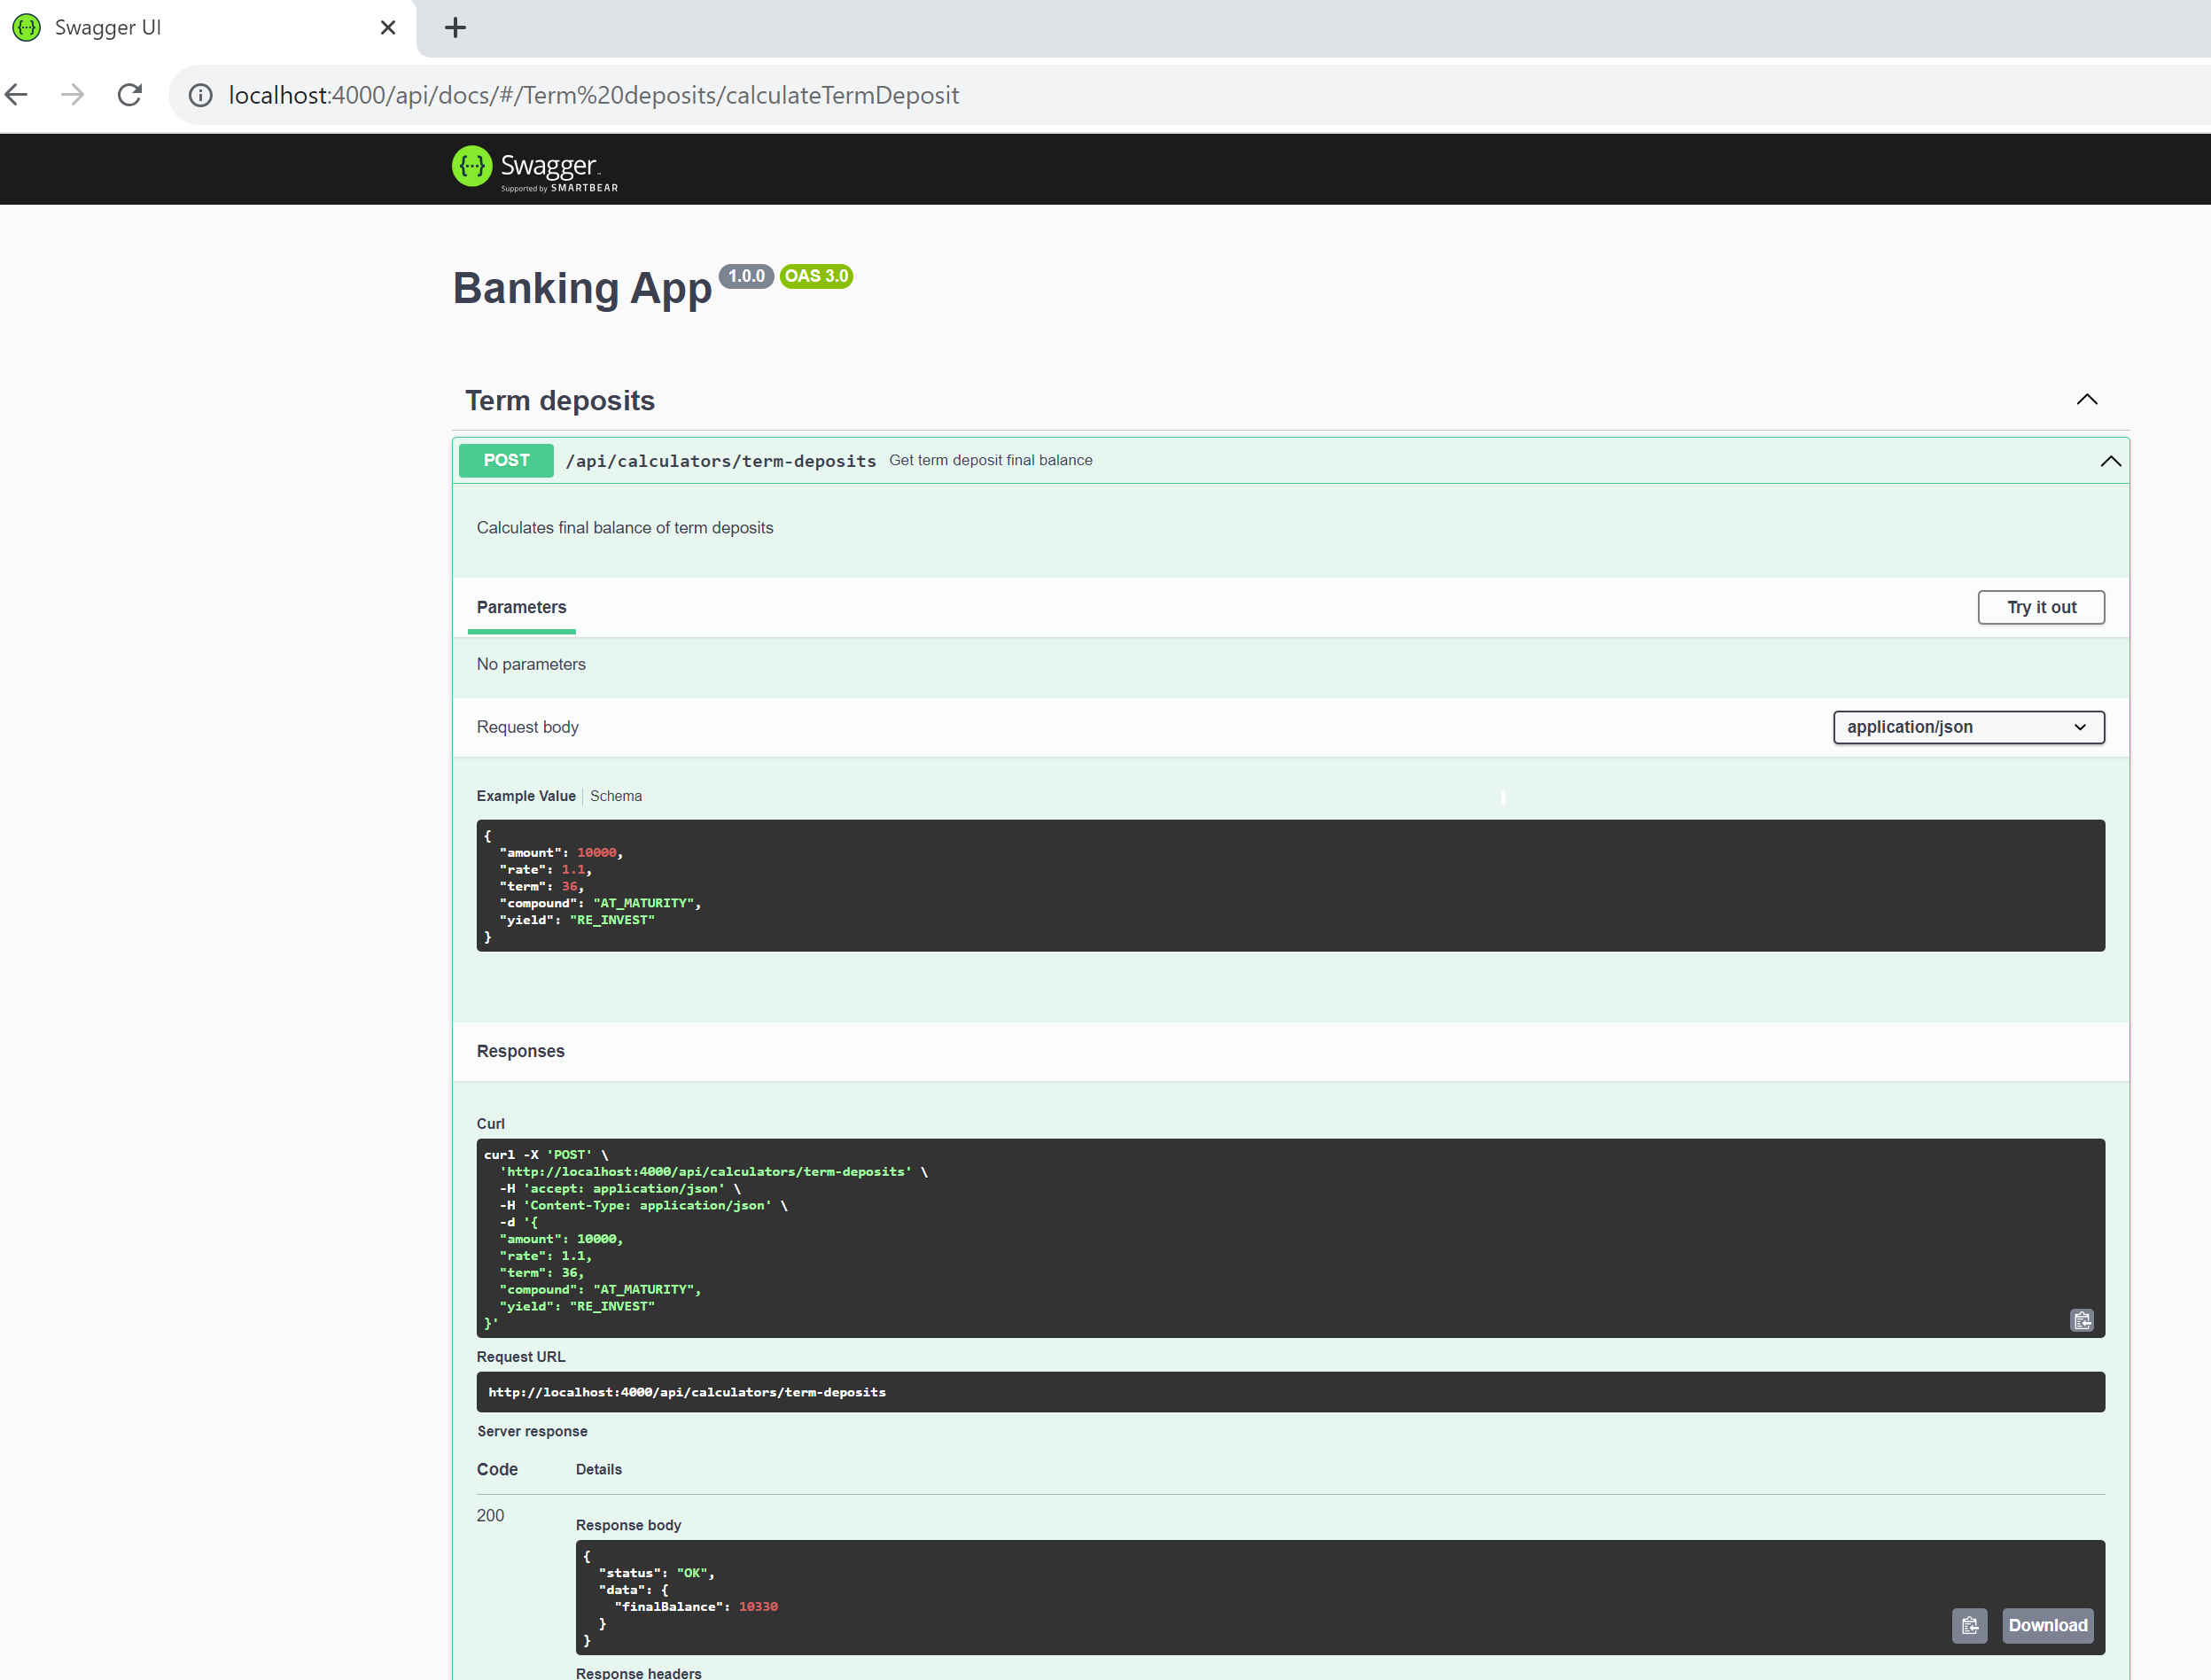 Swagger UI
localhost:4000/api/docs/#/Term%20deposits/calculateTermDeposit
{···} Swagger™
Supported by SMARTBEAR
Banking App 1.0.0 OAS 3.0
Term deposits
POST /api/calculators/term-deposits Get term deposit final balance
Calculates final balance of term deposits
Parameters Try it out
No parameters
Request body application/json
Example Value Schema
{
"amount": 10000,
"rate": 1.1,
"term": 36,
"compound": "AT_MATURITY",
"yield": "RE_INVEST"
}
Responses
Curl
curl -X 'POST' \
'http://localhost:4000/api/calculators/term-deposits' \
-H 'accept: application/json' \
-H 'Content-Type: application/json' \
-d '{
"amount": 10000,
"rate": 1.1,
"term": 36,
"compound": "AT_MATURITY",
"yield": "RE_INVEST"
}'
Request URL
http://localhost:4000/api/calculators/term-deposits
Server response
Code Details
200
Response body
{
"status": "OK",
"data": {
"finalBalance": 10330
}
}
Download
Response headers